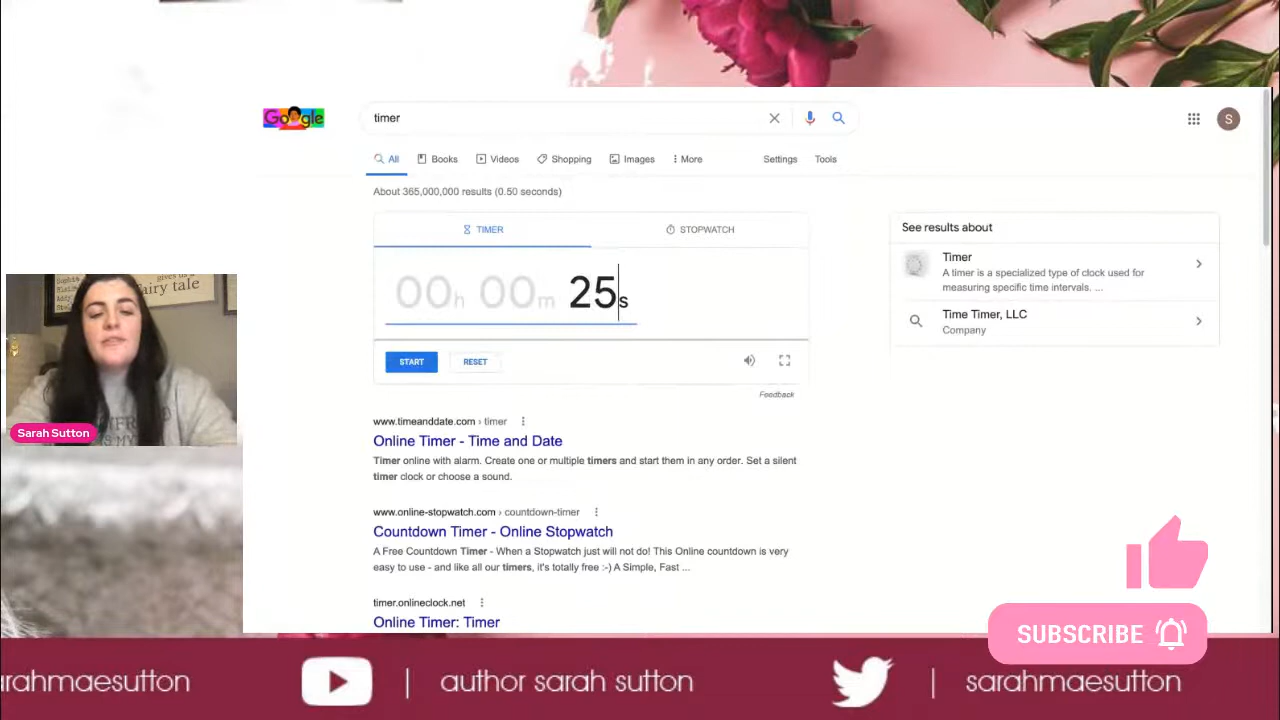 Google
timer
S
All Books Videos Shopping Images More Settings Tools
About 365,000,000 results (0.50 seconds)
TIMER STOPWATCH
00h 00m 25s
START RESET
Feedback
See results about
Timer
A timer is a specialized type of clock used for
measuring specific time intervals. ...
Time Timer, LLC
Company
www.timeanddate.com › timer
Online Timer - Time and Date
Timer online with alarm. Create one or multiple timers and start them in any order. Set a silent
timer clock or choose a sound.
www.online-stopwatch.com › countdown-timer
Countdown Timer - Online Stopwatch
A Free Countdown Timer - When a Stopwatch just will not do! This Online countdown is very
easy to use - and like all our timers, it's totally free :-) A Simple, Fast ...
timer.onlineclock.net
Online Timer: Timer
fairy tale
Sarah Sutton
SUBSCRIBE
rahmaesutton | author sarah sutton | sarahmaesutton